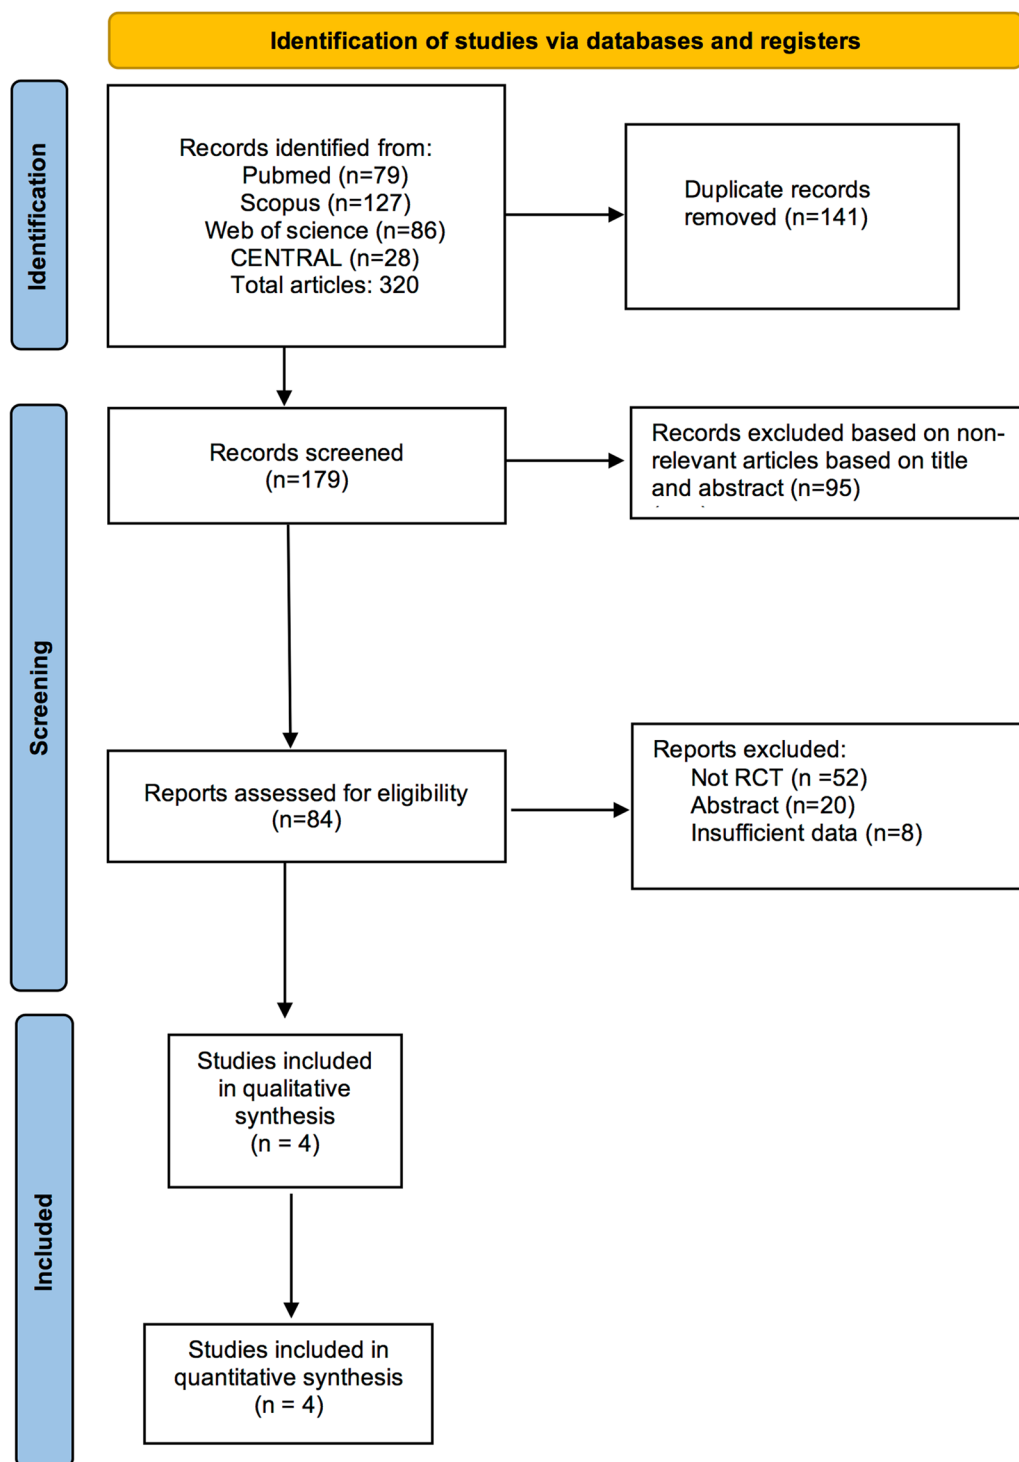 Identification of studies via databases and registers
Identification
Records identified from:
Pubmed (n=79)
Scopus (n=127)
Web of science (n=86)
CENTRAL (n=28)
Total articles: 320
Duplicate records
removed (n=141)
Screening
Records screened
(n=179)
Records excluded based on non-
relevant articles based on title
and abstract (n=95)
Reports assessed for eligibility
(n=84)
Reports excluded:
Not RCT (n =52)
Abstract (n=20)
Insufficient data (n=8)
Included
Studies included
in qualitative
synthesis
(n = 4)
Studies included in
quantitative synthesis
(n = 4)